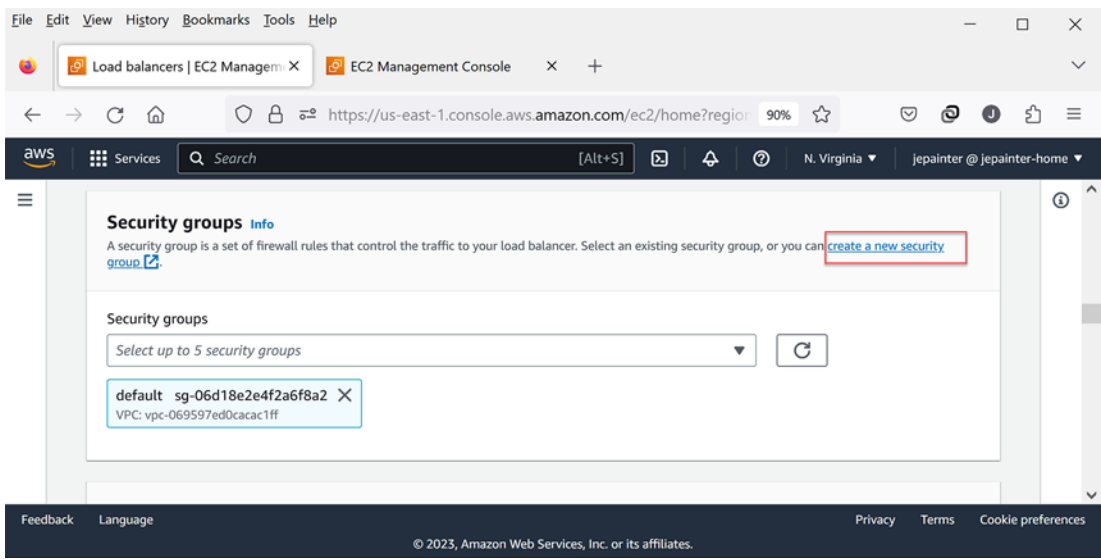 File Edit View History Bookmarks Tools Help
Load balancers | EC2 Managem
EC2 Management Console
https://us-east-1.console.aws.amazon.com/ec2/home?region
90%
J
aws
Services
Search
[Alt+S]
N. Virginia
jepainter @ jepainter-home
Security groups Info
A security group is a set of firewall rules that control the traffic to your load balancer. Select an existing security group, or you can create a new security
group.
Security groups
Select up to 5 security groups
default sg-06d18e2e4f2a6f8a2
VPC: vpc-069597ed0cacac1ff
Feedback Language
Privacy Terms Cookie preferences
© 2023, Amazon Web Services, Inc. or its affiliates.